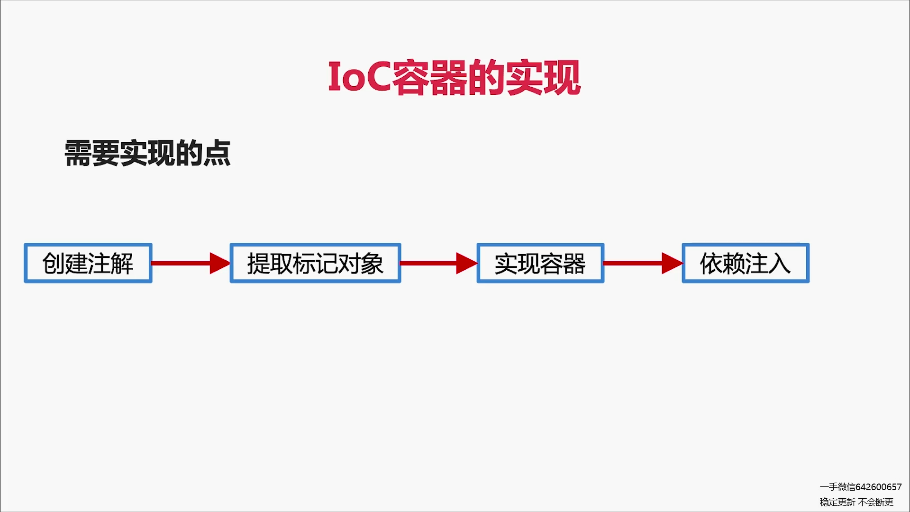 IoC容器的实现
需要实现的点
创建注解
提取标记对象
实现容器
依赖注入
一手微信642600657
稳定更新 不会断更